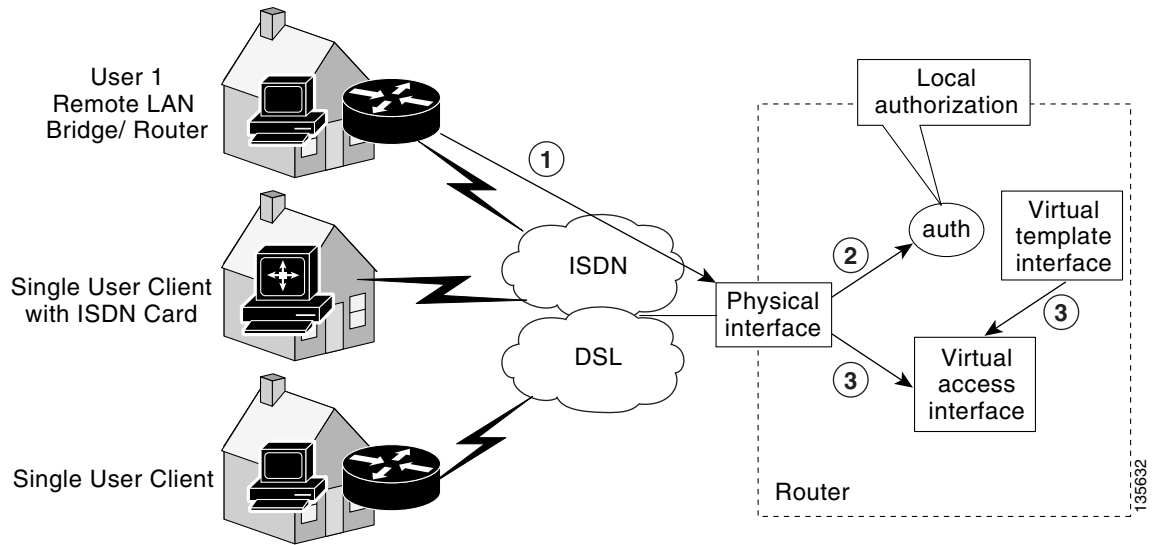 User 1
Remote LAN
Bridge/ Router
Single User Client
with ISDN Card
Single User Client
1
ISDN
DSL
Physical
interface
2
3
Local
authorization
auth
Virtual
template
interface
3
Virtual
access
interface
Router
135632